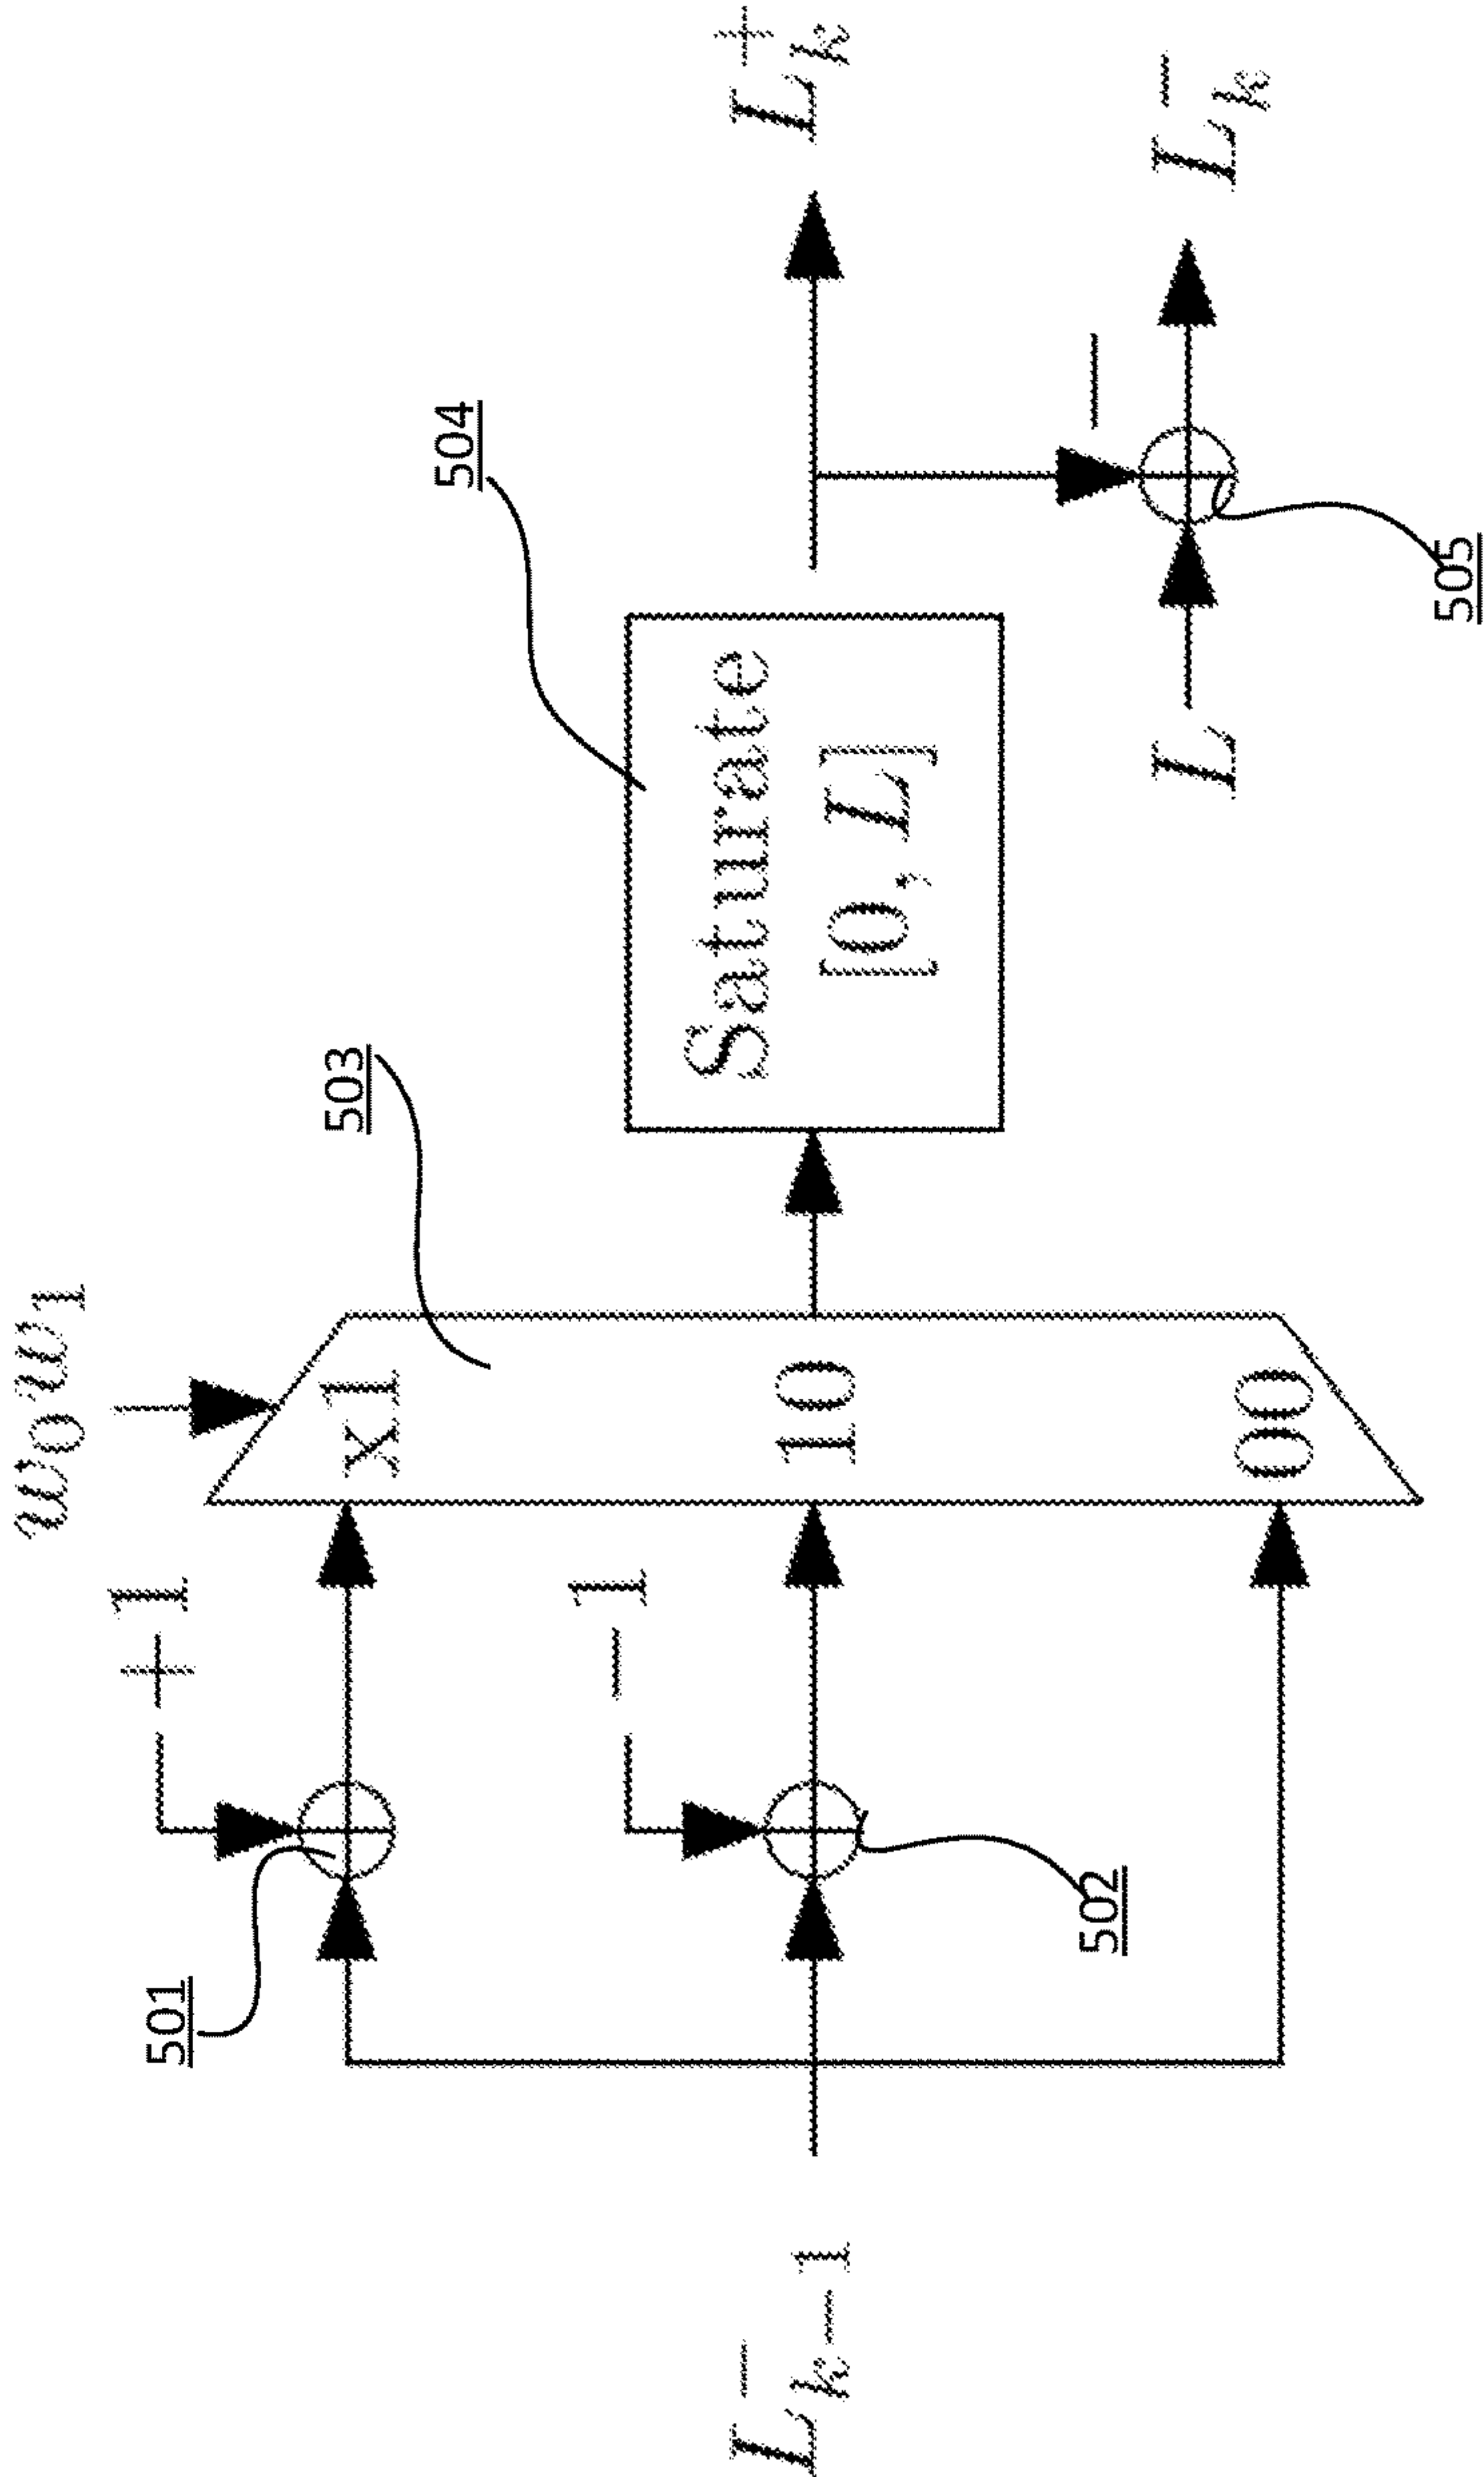 w₀w₁
+1
501
x1
503
504
−1
L⁻ₖ₋₁
10
Saturate
[0, L]
L⁺ₖ
502
00
−
L
L⁻ₖ
505